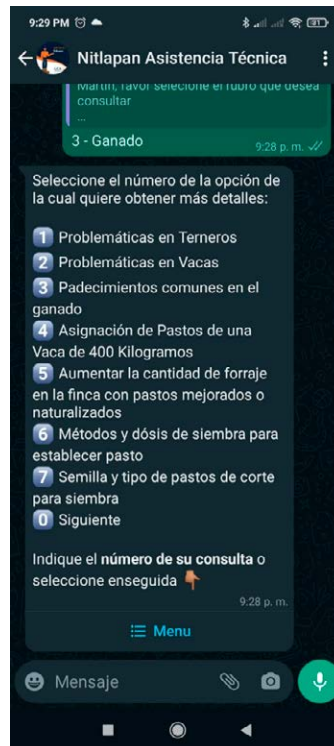 9:29 PM
81
Nitlapan Asistencia Técnica
Martin, favor selecione el rubro que desea
consultar
...
3 - Ganado
9:28 p. m.
Seleccione el número de la opción de
la cual quiere obtener más detalles:
1 Problemáticas en Terneros
2 Problemáticas en Vacas
3 Padecimientos comunes en el
ganado
4 Asignación de Pastos de una
Vaca de 400 Kilogramos
5 Aumentar la cantidad de forraje
en la finca con pastos mejorados o
naturalizados
6 Métodos y dósis de siembra para
establecer pasto
7 Semilla y tipo de pastos de corte
para siembra
0 Siguiente
Indique el número de su consulta o
seleccione enseguida
9:28 p. m.
Menu
Mensaje